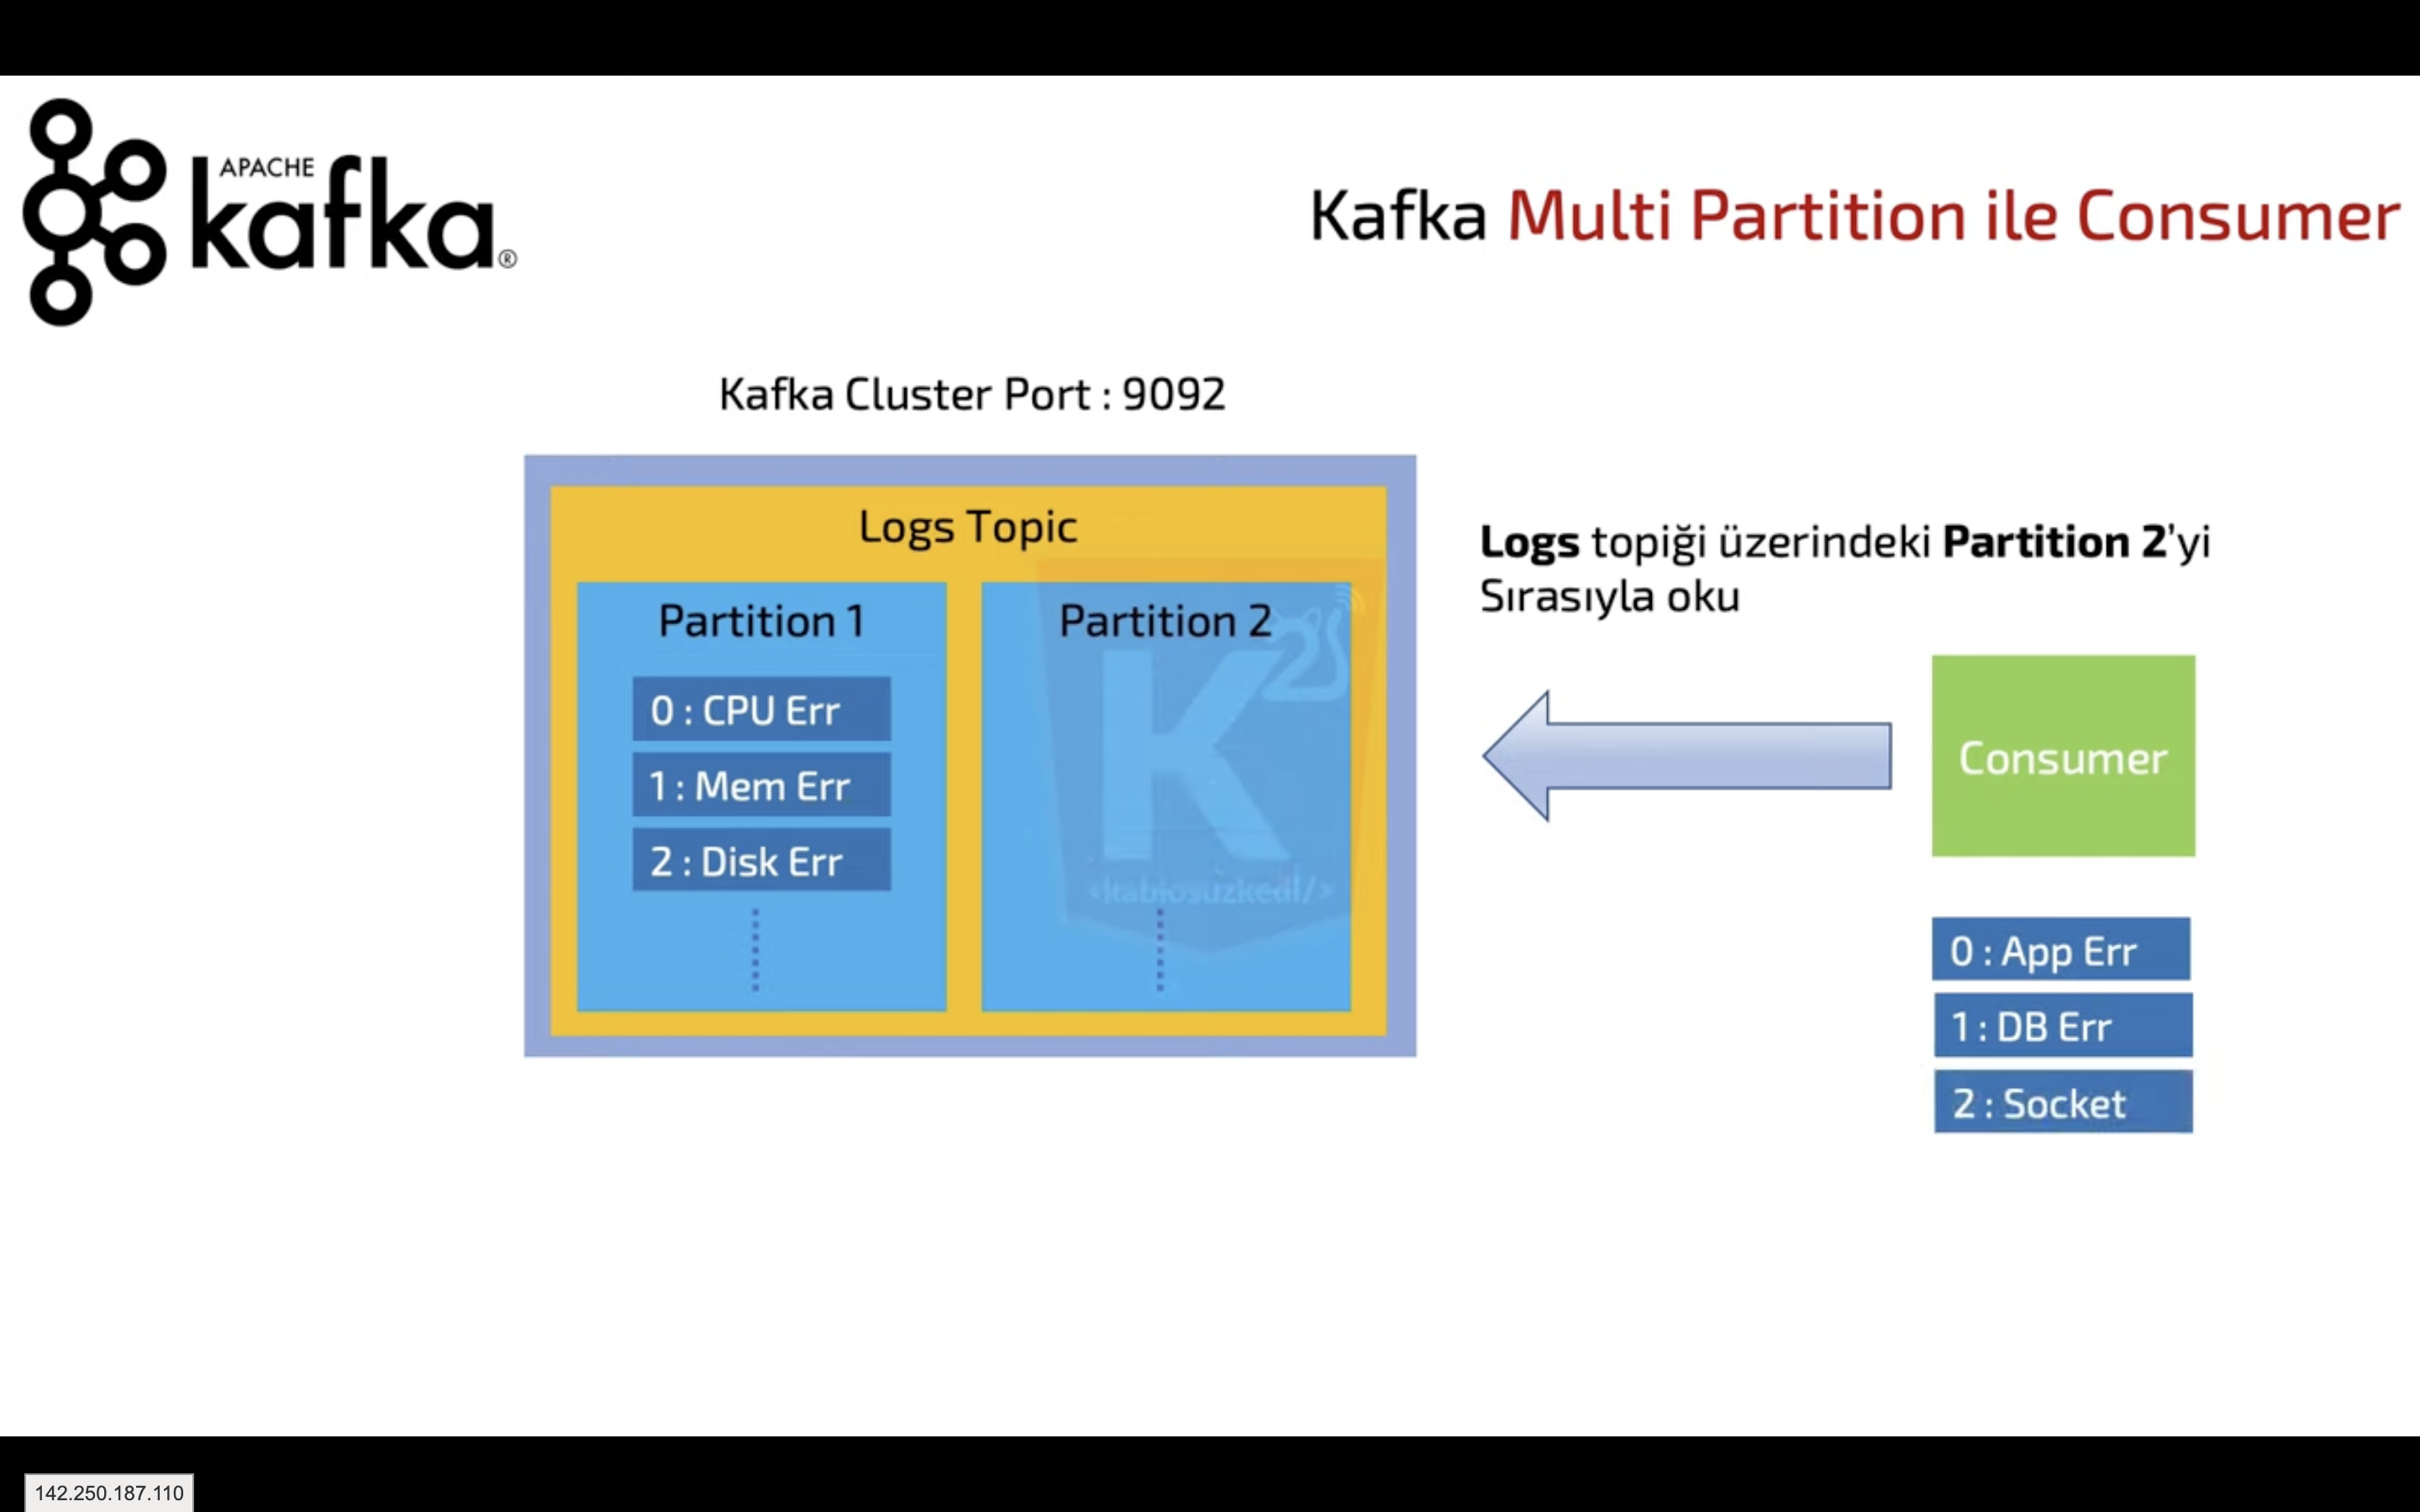 APACHE
kafka®
Kafka Multi Partition ile Consumer
Kafka Cluster Port : 9092
Logs Topic
Partition 1
0 : CPU Err
1 : Mem Err
2 : Disk Err
Partition 2
K
<kablosuzkedi/>
Logs topiği üzerindeki Partition 2'yi
Sırasıyla oku
Consumer
0 : App Err
1 : DB Err
2 : Socket
142.250.187.110